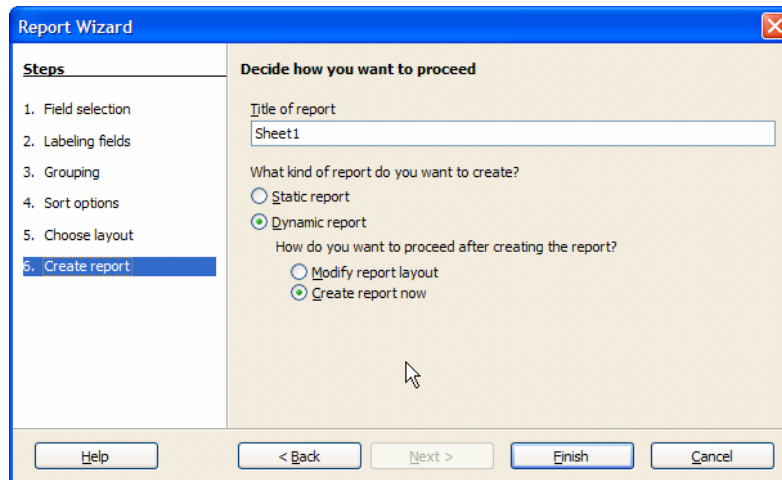 Report Wizard
Steps
1. Field selection
2. Labeling fields
3. Grouping
4. Sort options
5. Choose layout
6. Create report
Decide how you want to proceed
Title of report
Sheet1
What kind of report do you want to create?
Static report
Dynamic report
How do you want to proceed after creating the report?
Modify report layout
Create report now
Help
< Back
Next >
Finish
Cancel